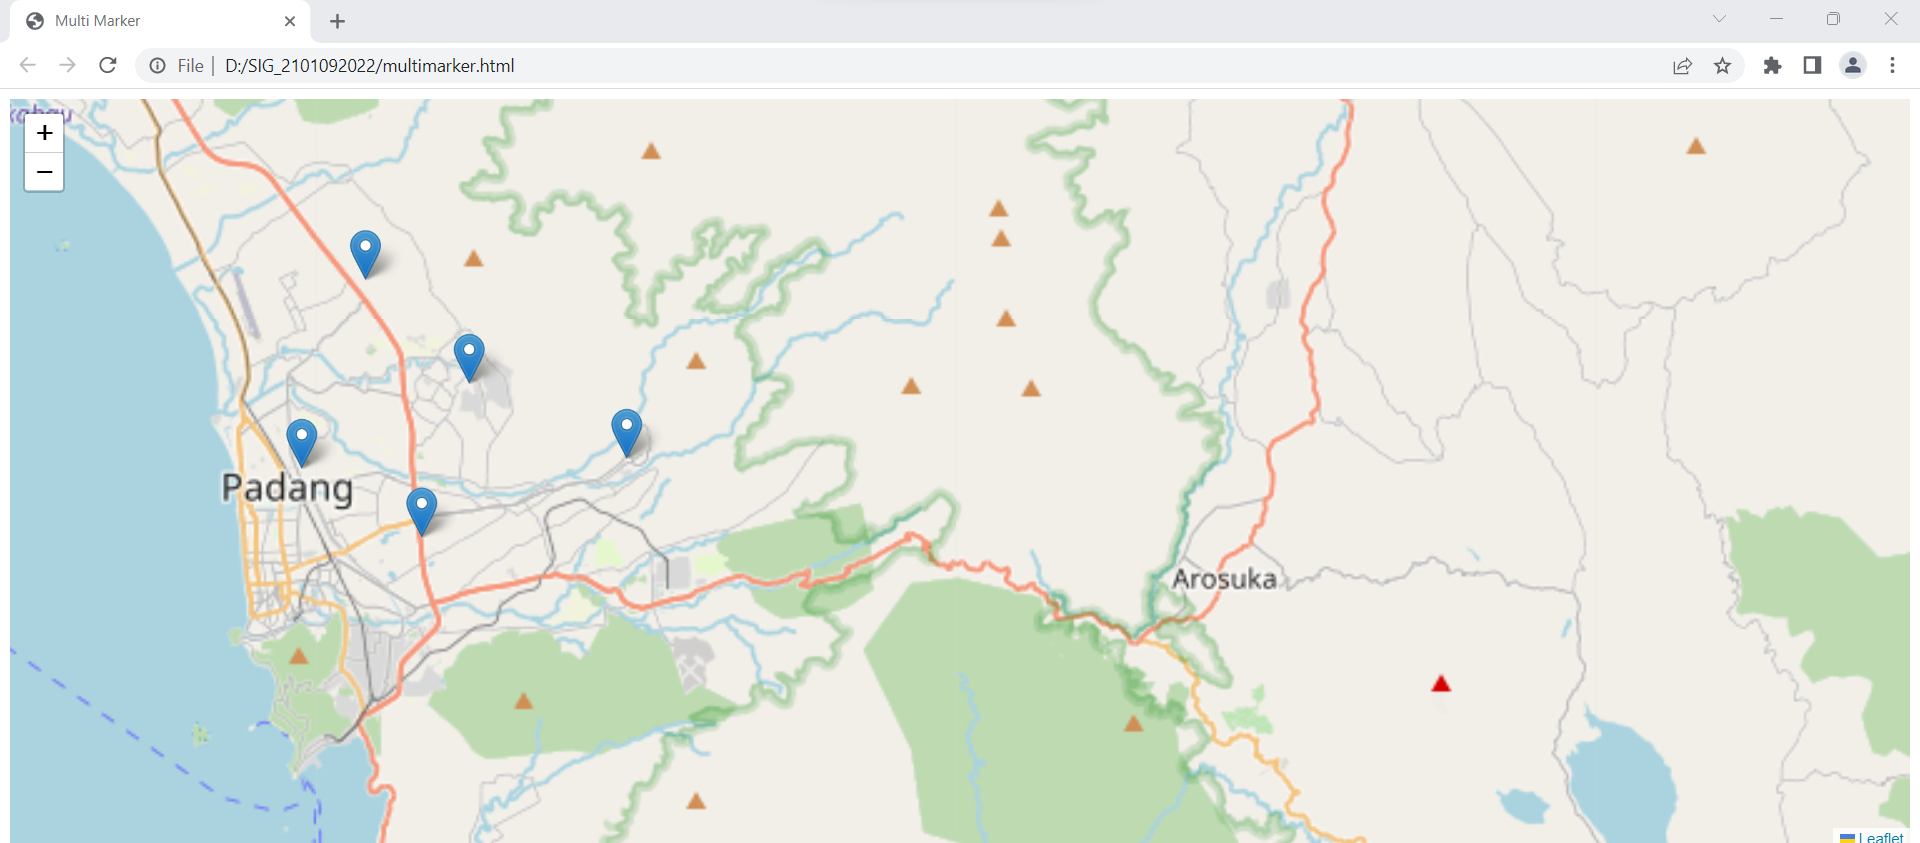 Multi Marker
File
D:/SIG_2101092022/multimarker.html
+
−
Padang
Arosuka
Leaflet